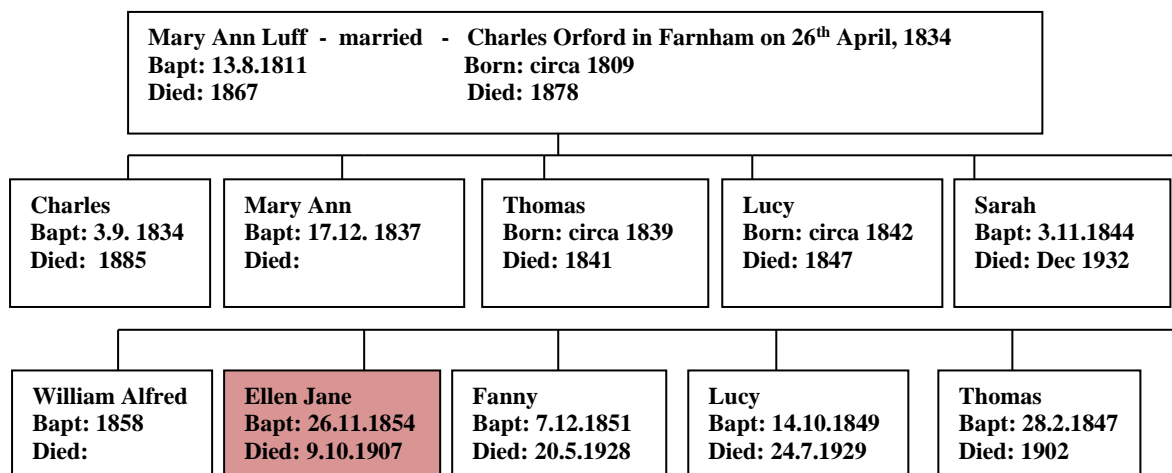 Mary Ann Luff - married - Charles Orford in Farnham on 26th April, 1834
Bapt: 13.8.1811 Born: circa 1809
Died: 1867 Died: 1878
Charles
Bapt: 3.9. 1834
Died: 1885
Mary Ann
Bapt: 17.12. 1837
Died:
Thomas
Born: circa 1839
Died: 1841
Lucy
Born: circa 1842
Died: 1847
Sarah
Bapt: 3.11.1844
Died: Dec 1932
William Alfred
Bapt: 1858
Died:
Ellen Jane
Bapt: 26.11.1854
Died: 9.10.1907
Fanny
Bapt: 7.12.1851
Died: 20.5.1928
Lucy
Bapt: 14.10.1849
Died: 24.7.1929
Thomas
Bapt: 28.2.1847
Died: 1902